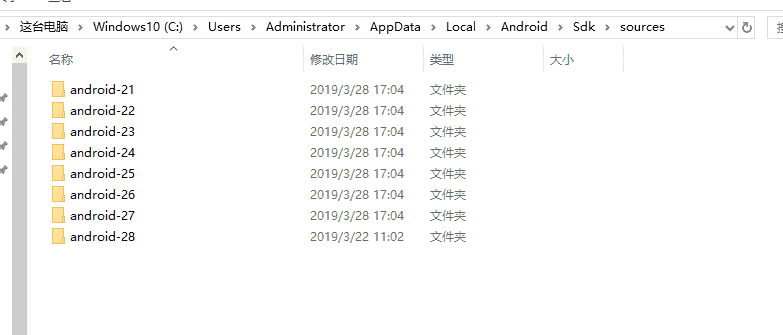 这台电脑 > Windows10 (C:) > Users > Administrator > AppData > Local > Android > Sdk > sources
名称 修改日期 类型 大小
android-21 2019/3/28 17:04 文件夹
android-22 2019/3/28 17:04 文件夹
android-23 2019/3/28 17:04 文件夹
android-24 2019/3/28 17:04 文件夹
android-25 2019/3/28 17:04 文件夹
android-26 2019/3/28 17:04 文件夹
android-27 2019/3/28 17:04 文件夹
android-28 2019/3/22 11:02 文件夹